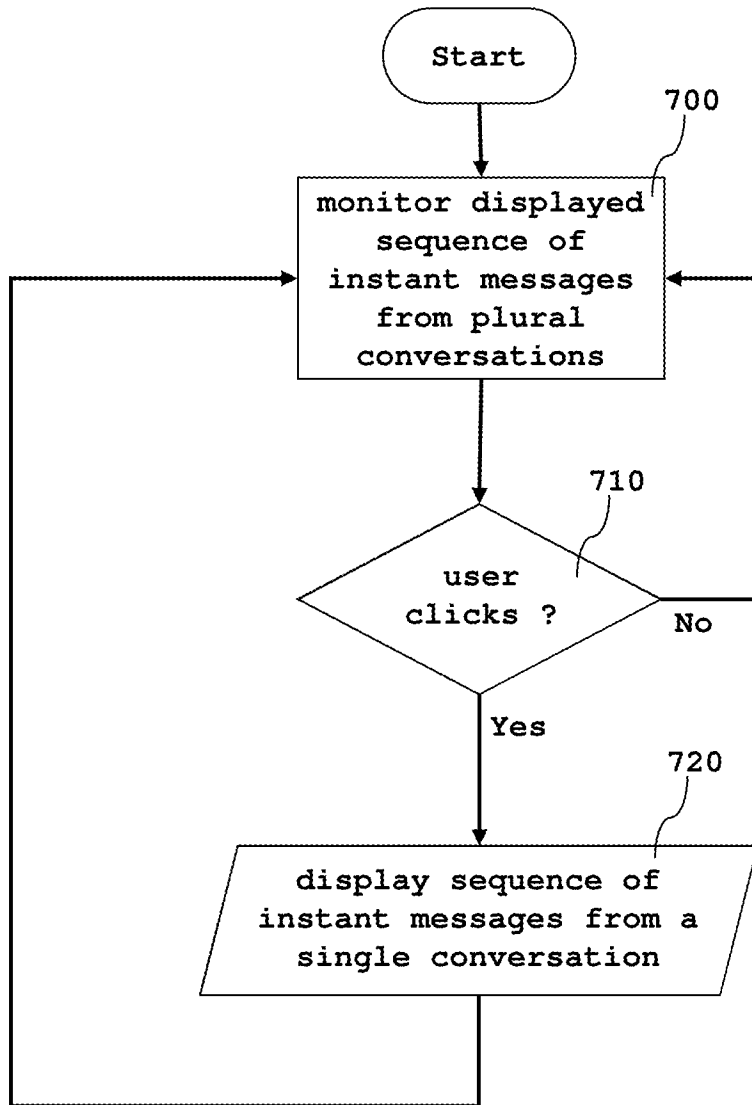 Start
700
monitor displayed
sequence of
instant messages
from plural
conversations
710
user
clicks ?
No
Yes
720
display sequence of
instant messages from a
single conversation